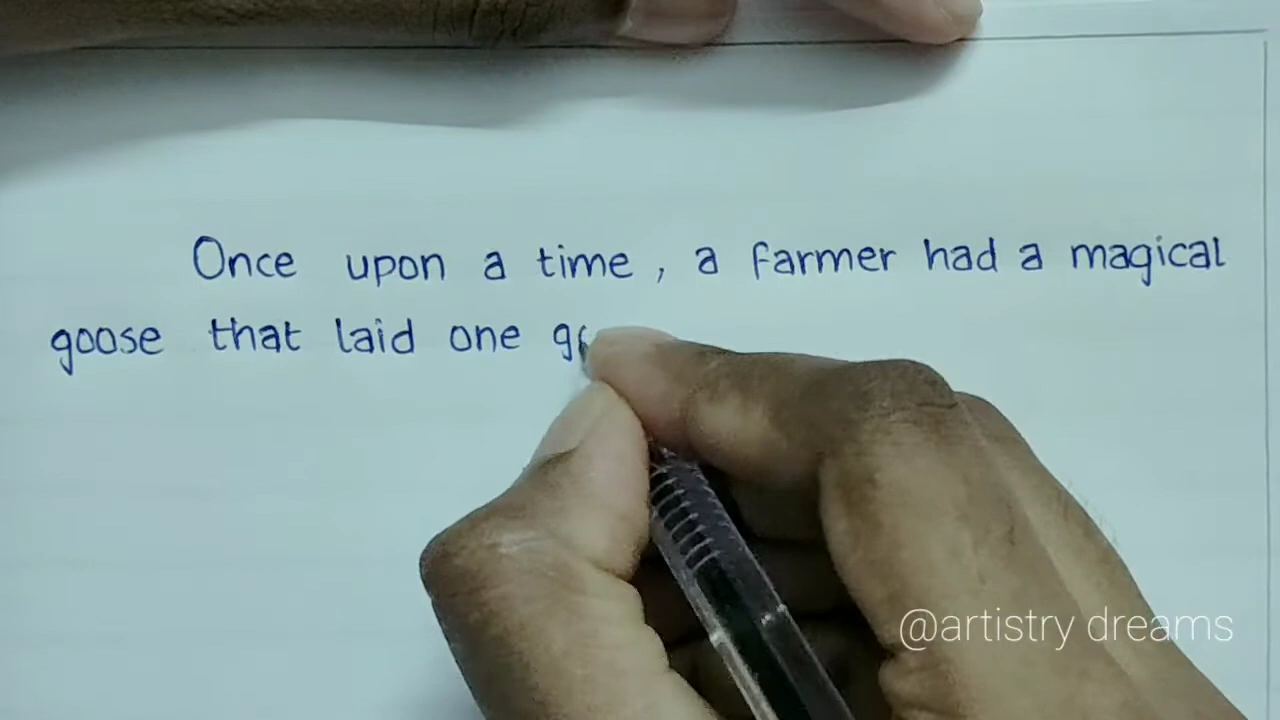 Once upon a time, a farmer had a magical
goose that laid one
@artistry dreams